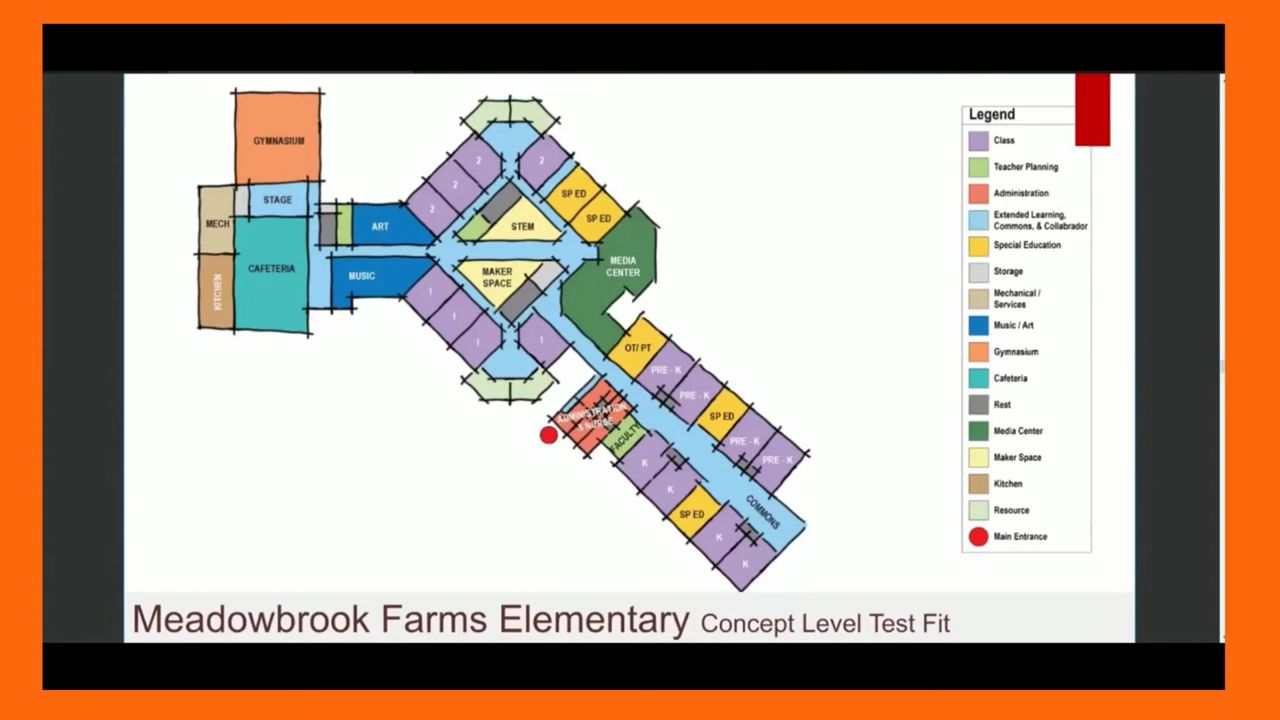 GYMNASIUM
STAGE
MECH
KITCHEN
CAFETERIA
ART
MUSIC
2
2
2
2
SP ED
SP ED
STEM
MAKER
SPACE
MEDIA
CENTER
1
1
1
1
OT/ PT
PRE - K
PRE - K
SP ED
PRE - K
PRE - K
ADMINISTRATION
& NURSE
FACULTY
K
K
SP ED
K
K
COMMONS
Legend
Class
Teacher Planning
Administration
Extended Learning,
Commons, & Collabrador
Special Education
Storage
Mechanical /
Services
Music / Art
Gymnasium
Cafeteria
Rest
Media Center
Maker Space
Kitchen
Resource
Main Entrance
Meadowbrook Farms Elementary Concept Level Test Fit